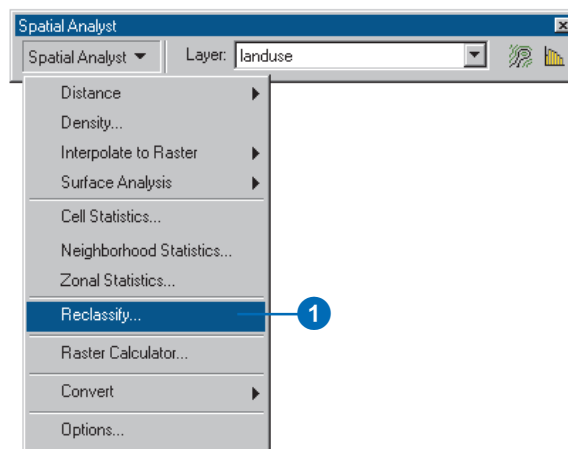 Spatial Analyst
Spatial Analyst Layer: landuse
Distance
Density...
Interpolate to Raster
Surface Analysis
Cell Statistics...
Neighborhood Statistics...
Zonal Statistics...
Reclassify... 1
Raster Calculator...
Convert
Options...